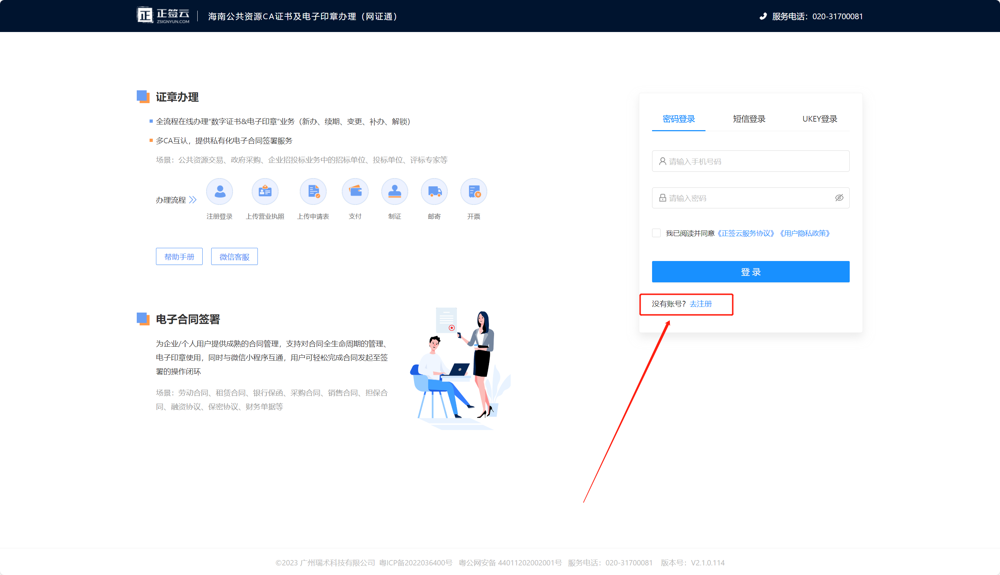 正 正签云
ZSIGNYUN.COM
海南公共资源CA证书及电子印章办理（网证通）
服务电话：020-31700081
证章办理
全流程在线办理“数字证书&电子印章”业务（新办、续期、变更、补办、解锁）
多CA互认，提供私有化电子合同签署服务
场景：公共资源交易、政府采购、企业招投标业务中的招标单位、投标单位、评标专家等
办理流程
注册登录 上传营业执照 上传申请表 支付 制证 邮寄 开票
帮助手册 微信客服
电子合同签署
为企业/个人用户提供成熟的合同管理，支持对合同全生命周期的管理、
电子印章使用，同时与微信小程序互通，用户可轻松完成合同发起至签
署的操作闭环
场景：劳动合同、租赁合同、银行保函、采购合同、销售合同、担保合
同、融资协议、保密协议、财务单据等
密码登录 短信登录 UKEY登录
请输入手机号码
请输入密码
我已阅读并同意《正签云服务协议》《用户隐私政策》
登 录
没有账号？去注册
©2023 广州瑞术科技有限公司 粤ICP备2022036400号 粤公网安备 44011202002001号 服务电话：020-31700081 版本号：V2.1.0.114